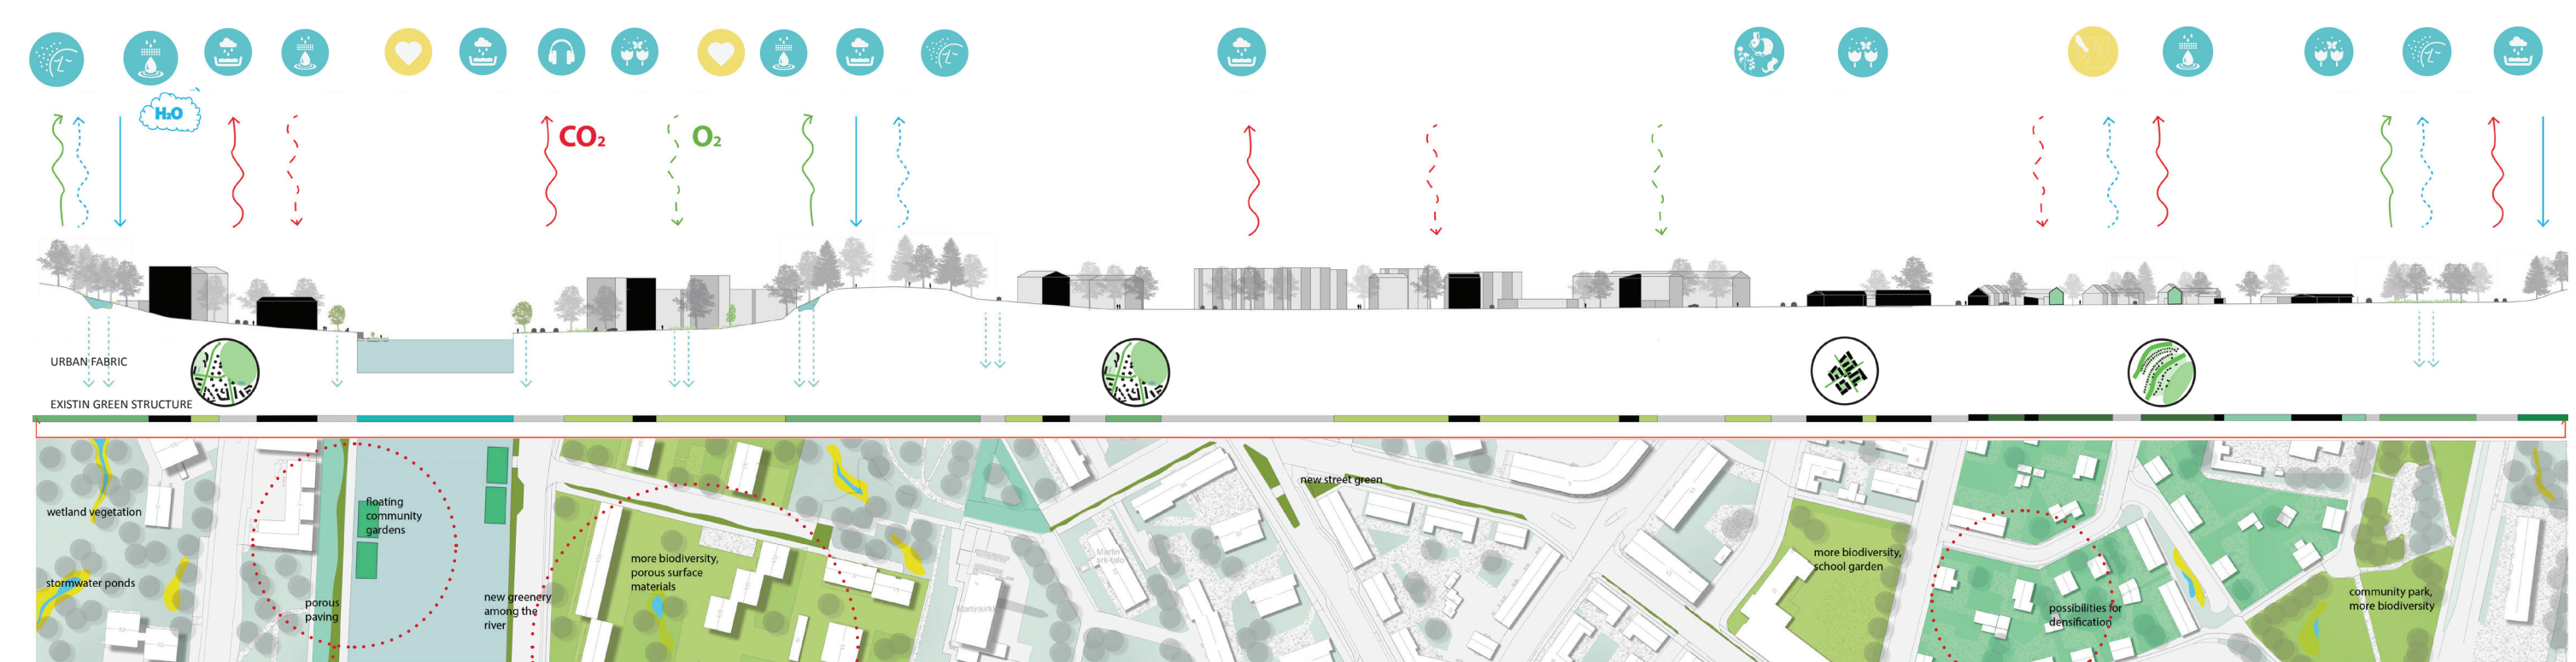 H₂O
CO₂
O₂
URBAN FABRIC
EXISTIN GREEN STRUCTURE
wetland vegetation
stormwater ponds
floating
community
gardens
porous
paving
new greenery
among the
river
more biodiversity,
porous surface
materials
Martinkirkko
new street green
more biodiversity,
school garden
possibilities for
densification
community park,
more biodiversity